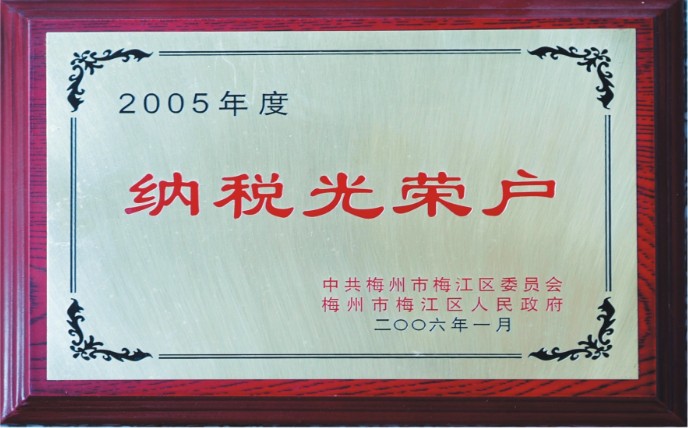 2005年度
纳税光荣户
中共梅州市梅江区委员会
梅州市梅江区人民政府
二〇〇六年一月